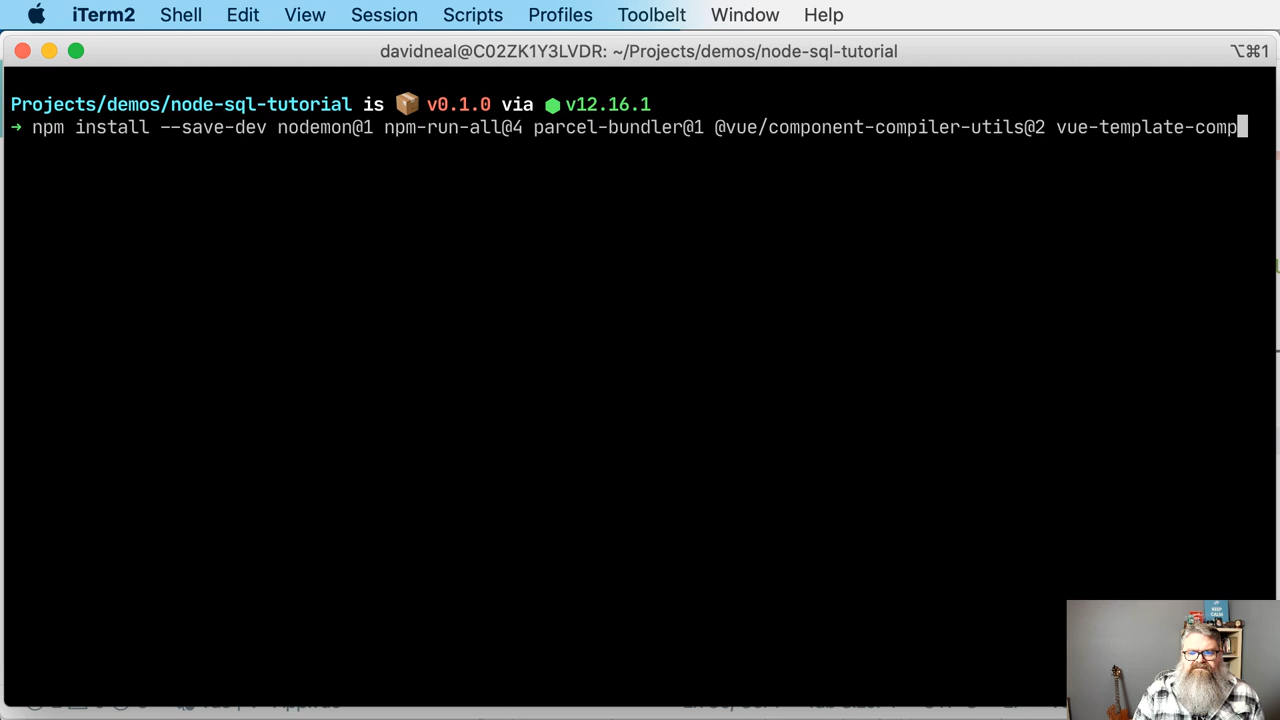 iTerm2 Shell Edit View Session Scripts Profiles Toolbelt Window Help
davidneal@C02ZK1Y3LVDR: ~/Projects/demos/node-sql-tutorial ⌥⌘1
Projects/demos/node-sql-tutorial is 📦 v0.1.0 via ⬢ v12.16.1
→ npm install --save-dev nodemon@1 npm-run-all@4 parcel-bundler@1 @vue/component-compiler-utils@2 vue-template-comp
KEEP
CALM